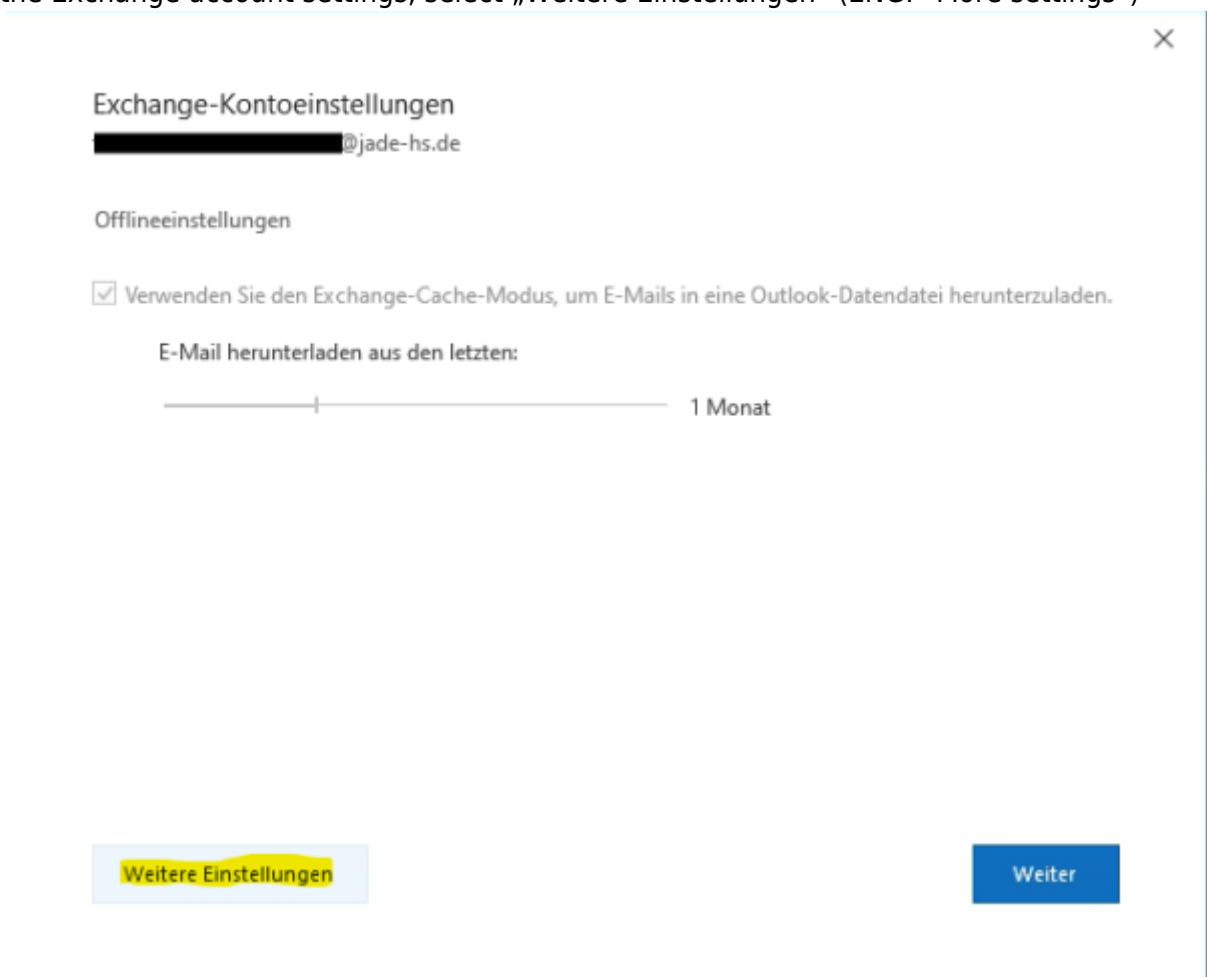 the Exchange account settings, select „Weitere Einstellungen“ (ENG: "More settings")
Exchange-Kontoeinstellungen
@jade-hs.de
Offlineeinstellungen
Verwenden Sie den Exchange-Cache-Modus, um E-Mails in eine Outlook-Datendatei herunterzuladen.
E-Mail herunterladen aus den letzten:
1 Monat
Weitere Einstellungen
Weiter